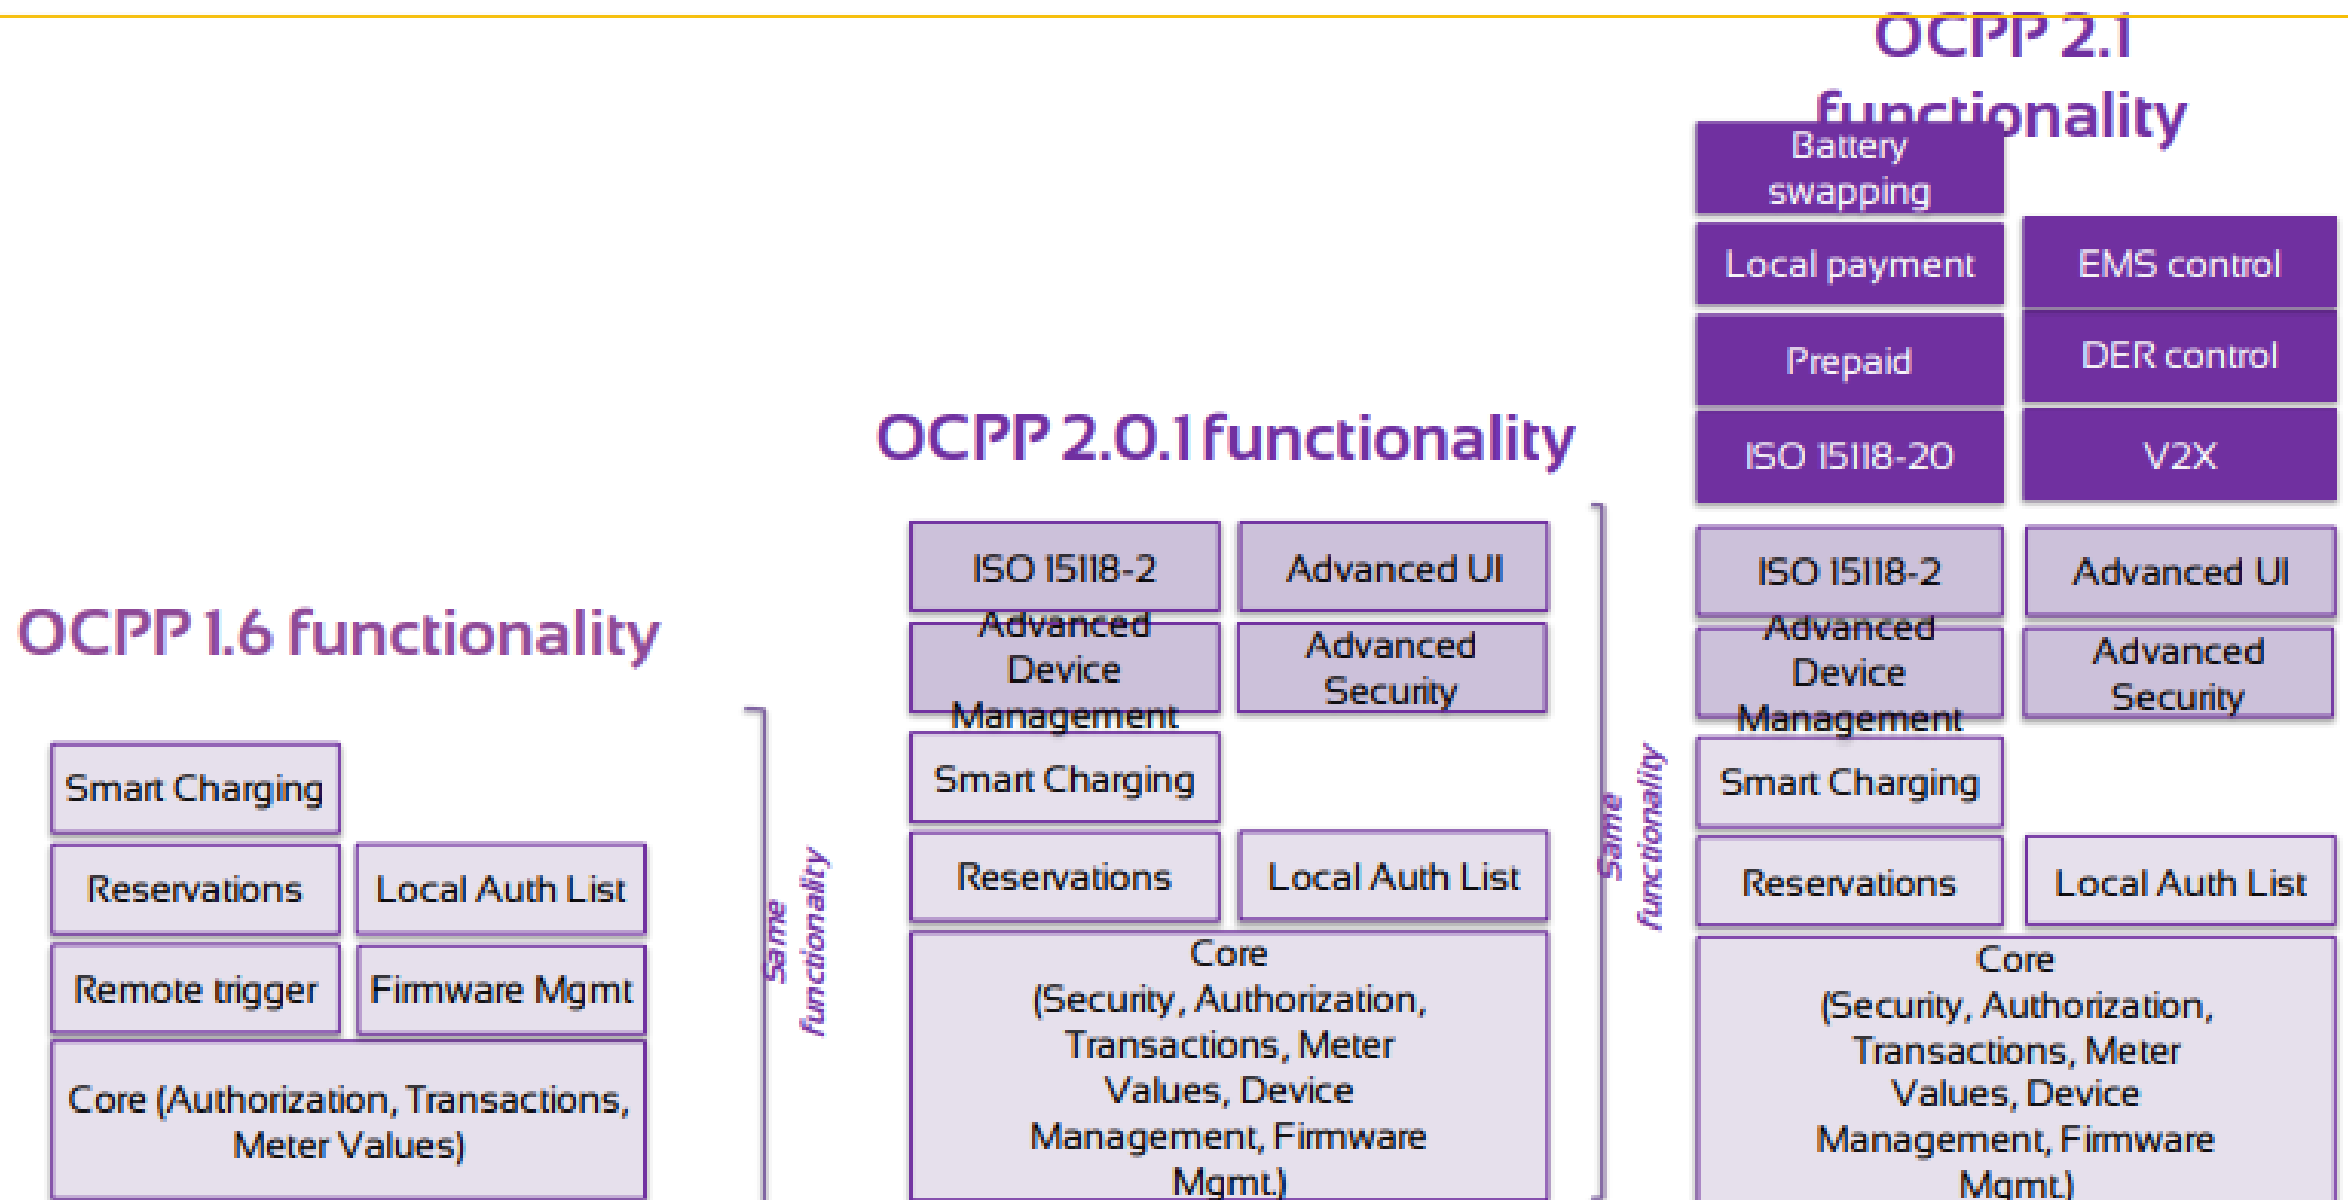 OCPP 1.6 functionality
Smart Charging
Reservations
Local Auth List
Remote trigger
Firmware Mgmt
Core (Authorization, Transactions,
Meter Values)
Same
functionality
OCPP 2.0.1 functionality
ISO 15118-2
Advanced UI
Advanced
Device
Management
Advanced
Security
Smart Charging
Reservations
Local Auth List
Core
(Security, Authorization,
Transactions, Meter
Values, Device
Management, Firmware
Mgmt.)
Same
functionality
OCPP 2.1
functionality
Battery
swapping
Local payment
EMS control
Prepaid
DER control
ISO 15118-20
V2X
ISO 15118-2
Advanced UI
Advanced
Device
Management
Advanced
Security
Smart Charging
Reservations
Local Auth List
Core
(Security, Authorization,
Transactions, Meter
Values, Device
Management, Firmware
Mgmt.)